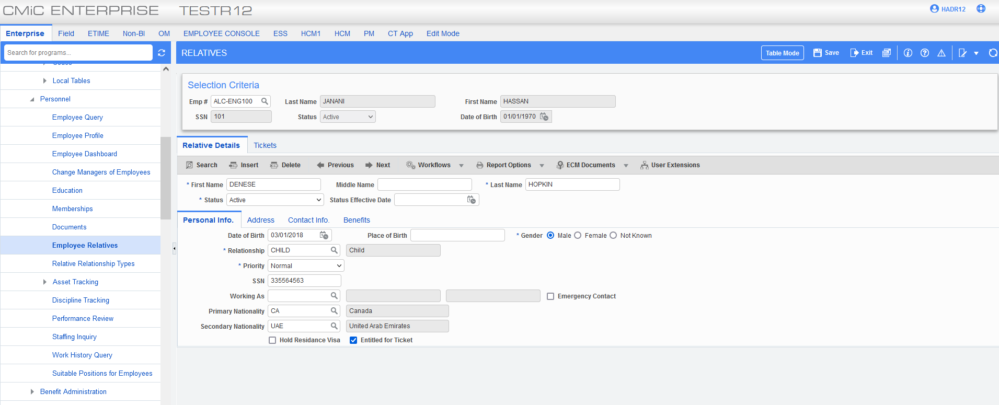 CMiC ENTERPRISE TESTR12 HADR12
Enterprise Field ETIME Non-BI OM EMPLOYEE CONSOLE ESS HCM1 HCM PM CT App Edit Mode
Search for programs...
RELATIVES Table Mode Save Exit
Local Tables
Personnel
Employee Query
Employee Profile
Employee Dashboard
Change Managers of Employees
Education
Memberships
Documents
Employee Relatives
Relative Relationship Types
Asset Tracking
Discipline Tracking
Performance Review
Staffing Inquiry
Work History Query
Suitable Positions for Employees
Benefit Administration
Selection Criteria
Emp # ALC-ENG100 Last Name JANANI First Name HASSAN
SSN 101 Status Active Date of Birth 01/01/1970
Relative Details Tickets
Search Insert Delete Previous Next Workflows Report Options ECM Documents User Extensions
* First Name DENESE Middle Name * Last Name HOPKIN
* Status Active Status Effective Date
Personal Info. Address Contact Info. Benefits
Date of Birth 03/01/2018 Place of Birth * Gender Male Female Not Known
* Relationship CHILD Child
* Priority Normal
SSN 335564563
Working As Emergency Contact
Primary Nationality CA Canada
Secondary Nationality UAE United Arab Emirates
Hold Residance Visa Entitled for Ticket